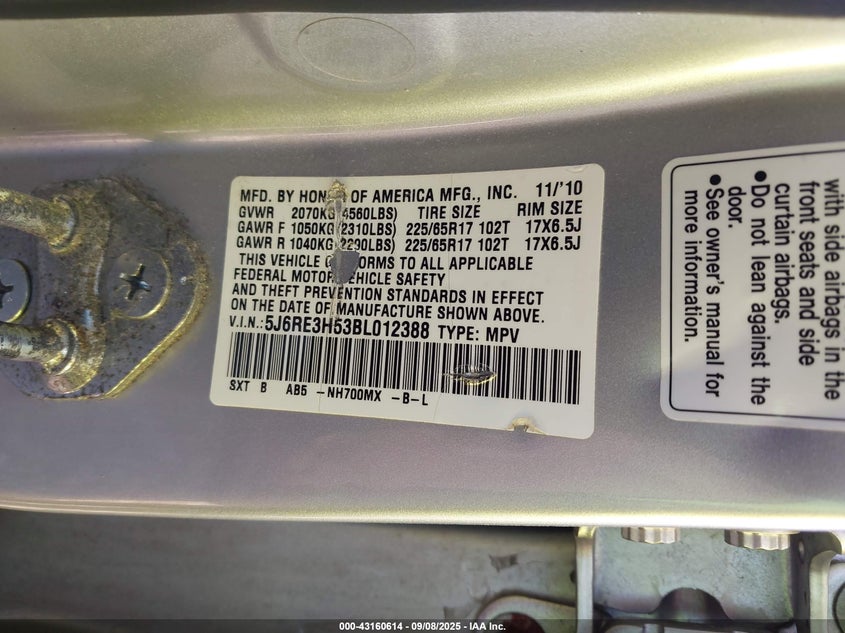 MFD. BY HONDA OF AMERICA MFG., INC. 11/'10
GVWR 2070KG(4560LBS) TIRE SIZE RIM SIZE
GAWR F 1050KG(2310LBS) 225/65R17 102T 17X6.5J
GAWR R 1040KG(2290LBS) 225/65R17 102T 17X6.5J
THIS VEHICLE CONFORMS TO ALL APPLICABLE
FEDERAL MOTOR VEHICLE SAFETY
AND THEFT PREVENTION STANDARDS IN EFFECT
ON THE DATE OF MANUFACTURE SHOWN ABOVE.
V.I.N.:5J6RE3H53BL012388 TYPE: MPV
SXT B AB5 -NH700MX -B-L
with side airbags in the
front seats and side
curtain airbags.
•Do not lean against the
door.
•See owner's manual for
more information.
000-43160614 - 09/08/2025 - IAA Inc.